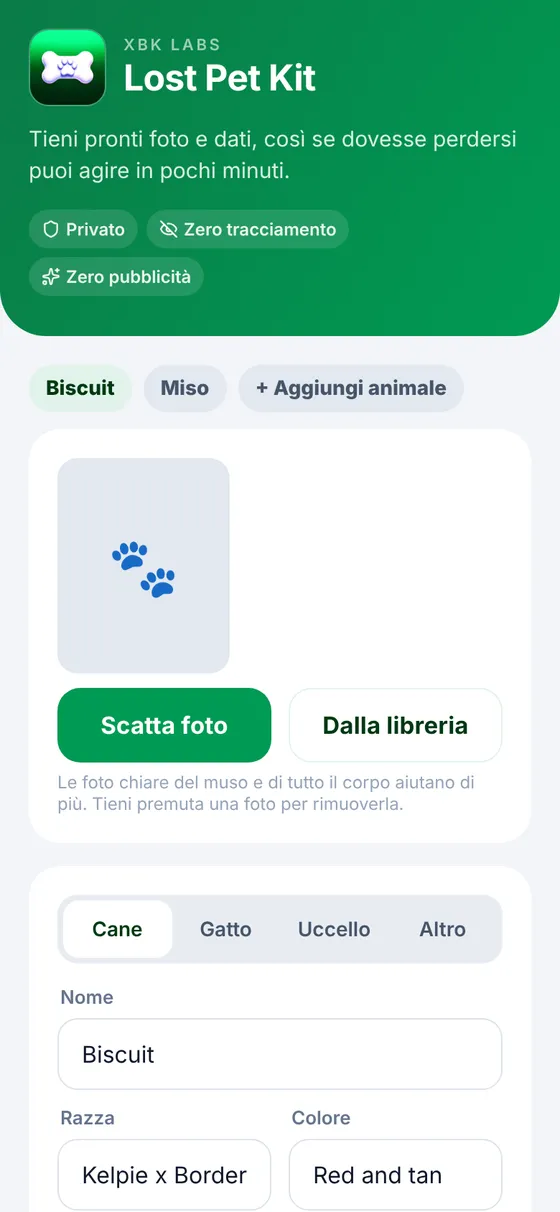 XBK LABS
Lost Pet Kit
Tieni pronti foto e dati, così se dovesse perdersi
puoi agire in pochi minuti.
Privato
Zero tracciamento
Zero pubblicità
Biscuit
Miso
+ Aggiungi animale
Scatta foto
Dalla libreria
Le foto chiare del muso e di tutto il corpo aiutano di
più. Tieni premuta una foto per rimuoverla.
Cane
Gatto
Uccello
Altro
Nome
Biscuit
Razza
Colore
Kelpie x Border
Red and tan